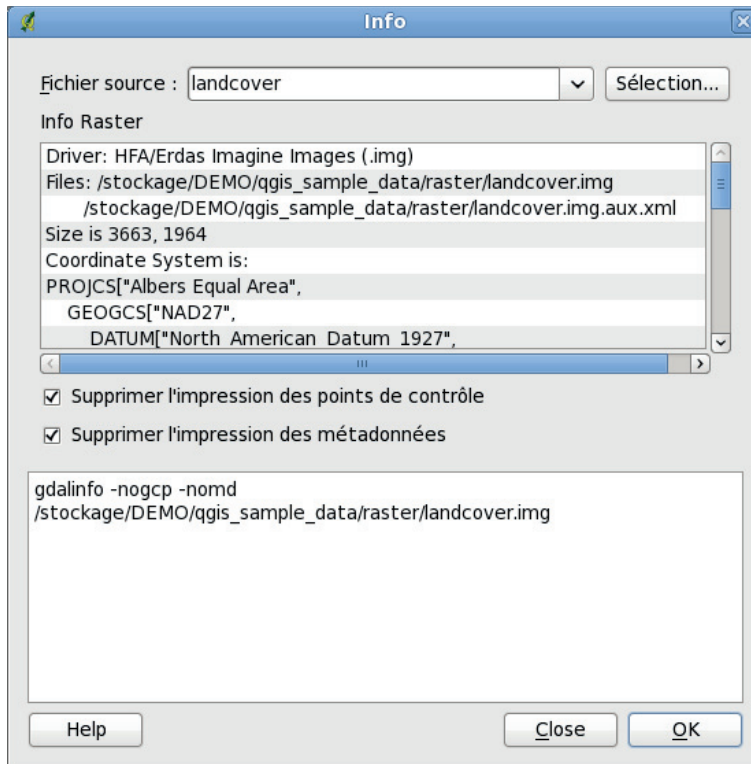 Info
Fichier source : landcover Sélection...
Info Raster
Driver: HFA/Erdas Imagine Images (.img)
Files: /stockage/DEMO/qgis_sample_data/raster/landcover.img
/stockage/DEMO/qgis_sample_data/raster/landcover.img.aux.xml
Size is 3663, 1964
Coordinate System is:
PROJCS["Albers Equal Area",
GEOGCS["NAD27",
DATUM["North_American_Datum_1927",
Supprimer l'impression des points de contrôle
Supprimer l'impression des métadonnées
gdalinfo -nogcp -nomd
/stockage/DEMO/qgis_sample_data/raster/landcover.img
Help Close OK